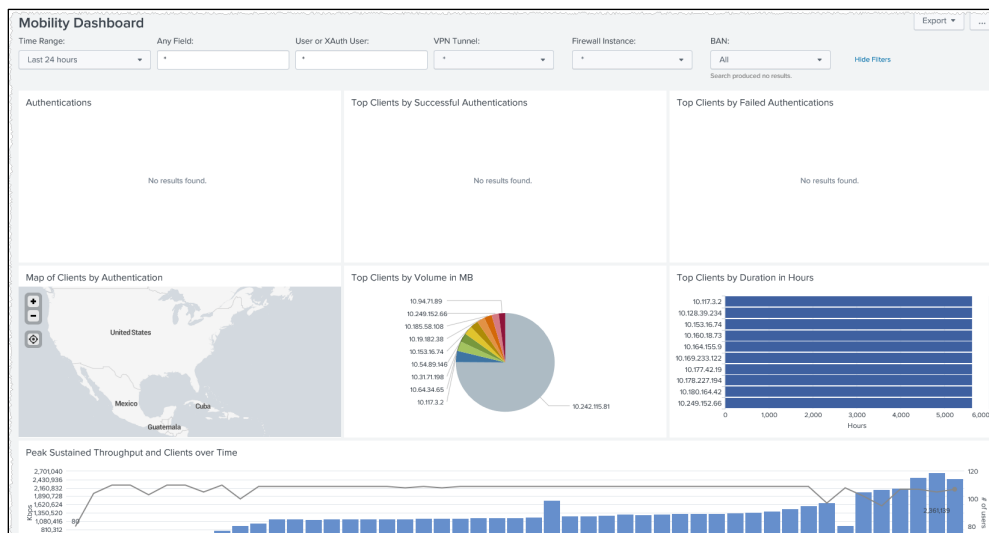 Mobility Dashboard
Export
...
Time Range:
Any Field:
User or XAuth User:
VPN Tunnel:
Firewall Instance:
BAN:
Last 24 hours
*
*
*
*
All
Hide Filters
Search produced no results.
Authentications
Top Clients by Successful Authentications
Top Clients by Failed Authentications
No results found.
No results found.
No results found.
Map of Clients by Authentication
+
−
United States
Mexico
Cuba
Guatemala
Top Clients by Volume in MB
10.94.71.89
10.249.152.66
10.185.58.108
10.19.182.38
10.153.16.74
10.54.89.146
10.31.71.198
10.64.34.65
10.117.3.2
10.242.115.81
Top Clients by Duration in Hours
10.117.3.2
10.128.39.234
10.153.16.74
10.160.18.73
10.164.155.9
10.169.233.122
10.177.42.19
10.178.227.194
10.180.164.42
10.249.152.66
0 1,000 2,000 3,000 4,000 5,000 6,000
Hours
Peak Sustained Throughput and Clients over Time
2,701,040
2,430,936
2,160,828
1,890,728
1,620,624
1,350,520
1,080,416
810,312
Kbps
80
2,361,139
120
100
80
# of users